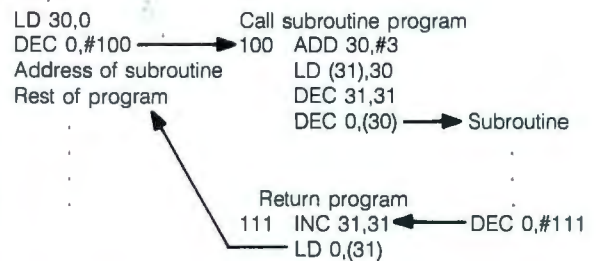 LD 30,0
DEC 0,#100
Address of subroutine
Rest of program
Call subroutine program
100 ADD 30,#3
LD (31),30
DEC 31,31
DEC 0,(30)
Subroutine
Return program
111 INC 31,31
DEC 0,#111
LD 0,(31)